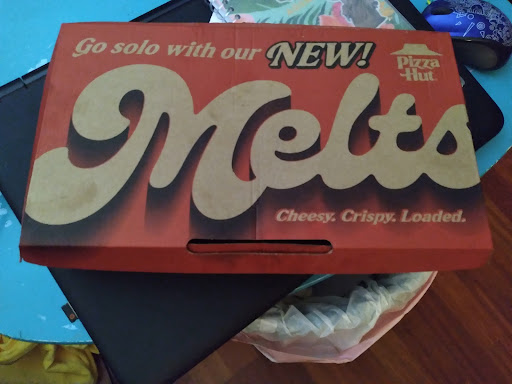 Go solo with our NEW!
Pizza
Hut
Melts
Cheesy. Crispy. Loaded.